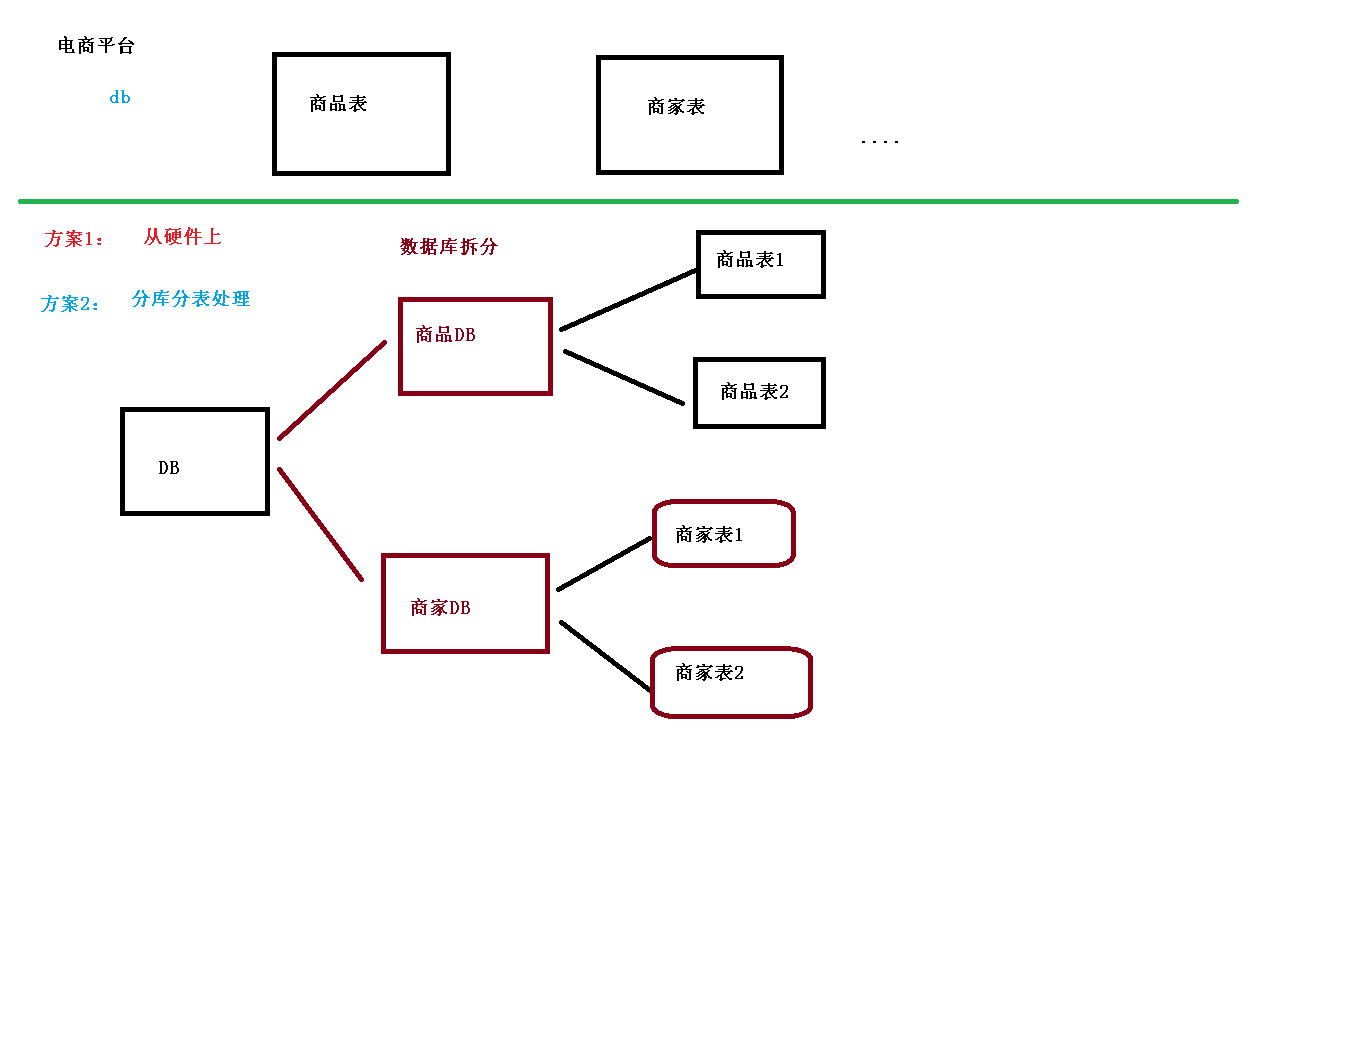 电商平台
db
商品表
商家表
....
方案1： 从硬件上
数据库拆分
方案2： 分库分表处理
商品DB
商品表1
商品表2
DB
商家DB
商家表1
商家表2